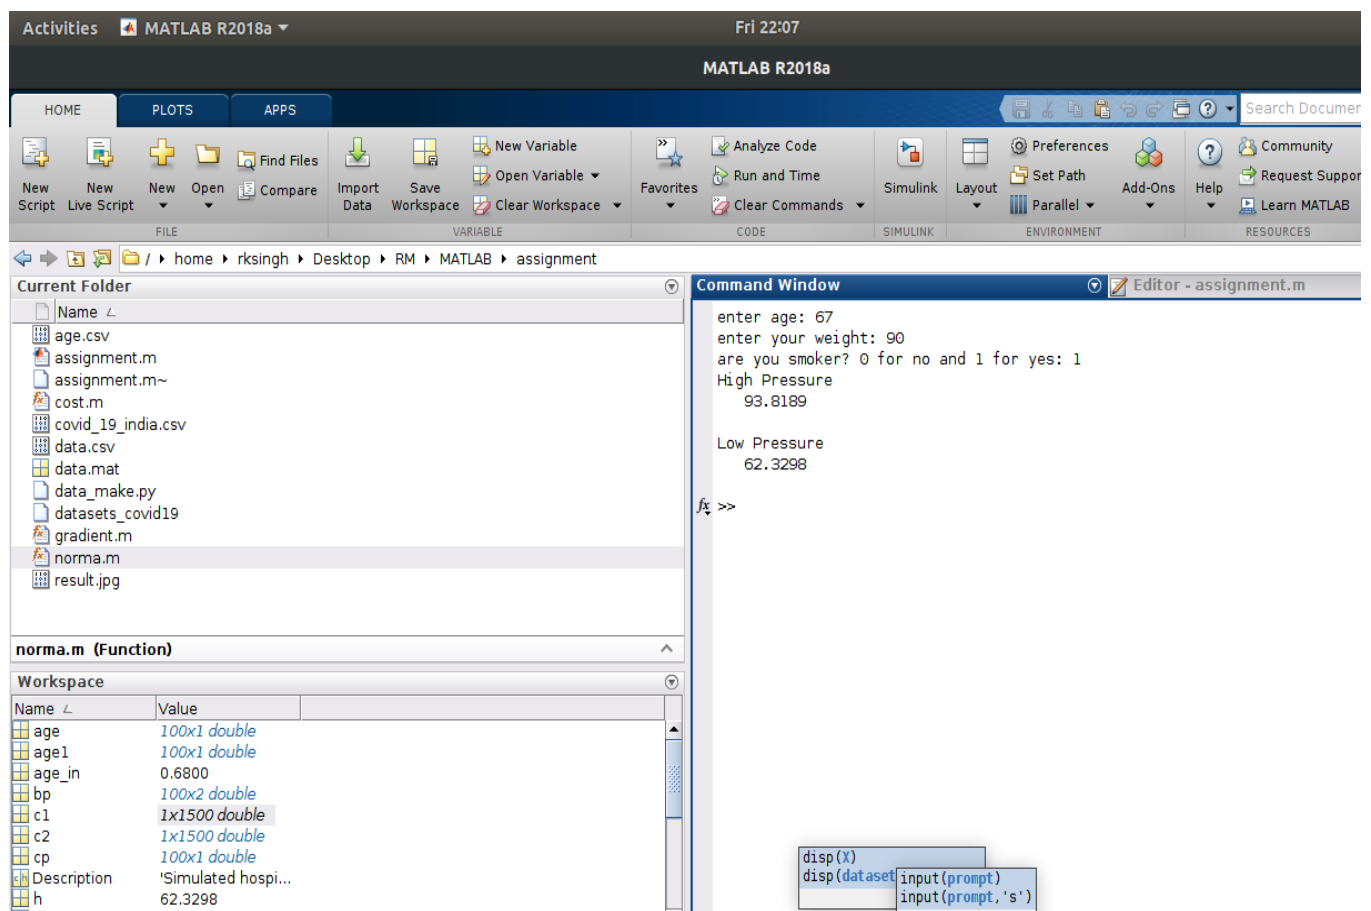 Activities MATLAB R2018a Fri 22:07
MATLAB R2018a
HOME PLOTS APPS Search Documen
New Script
New Live Script
New
Open
Find Files
Compare
FILE
Import Data
Save Workspace
New Variable
Open Variable
Clear Workspace
VARIABLE
Favorites
Analyze Code
Run and Time
Clear Commands
CODE
Simulink
SIMULINK
Layout
Preferences
Set Path
Parallel
Add-Ons
ENVIRONMENT
Help
Community
Request Suppor
Learn MATLAB
RESOURCES
/ home rksingh Desktop RM MATLAB assignment
Current Folder
Name
age.csv
assignment.m
assignment.m~
cost.m
covid_19_india.csv
data.csv
data.mat
data_make.py
datasets_covid19
gradient.m
norma.m
result.jpg
norma.m (Function)
Workspace
Name Value
age 100x1 double
age1 100x1 double
age_in 0.6800
bp 100x2 double
c1 1x1500 double
c2 1x1500 double
cp 100x1 double
Description 'Simulated hospi...
h 62.3298
Command Window Editor - assignment.m
enter age: 67
enter your weight: 90
are you smoker? 0 for no and 1 for yes: 1
High Pressure
93.8189
Low Pressure
62.3298
fx >>
disp(X)
disp(dataset
input(prompt)
input(prompt,'s')